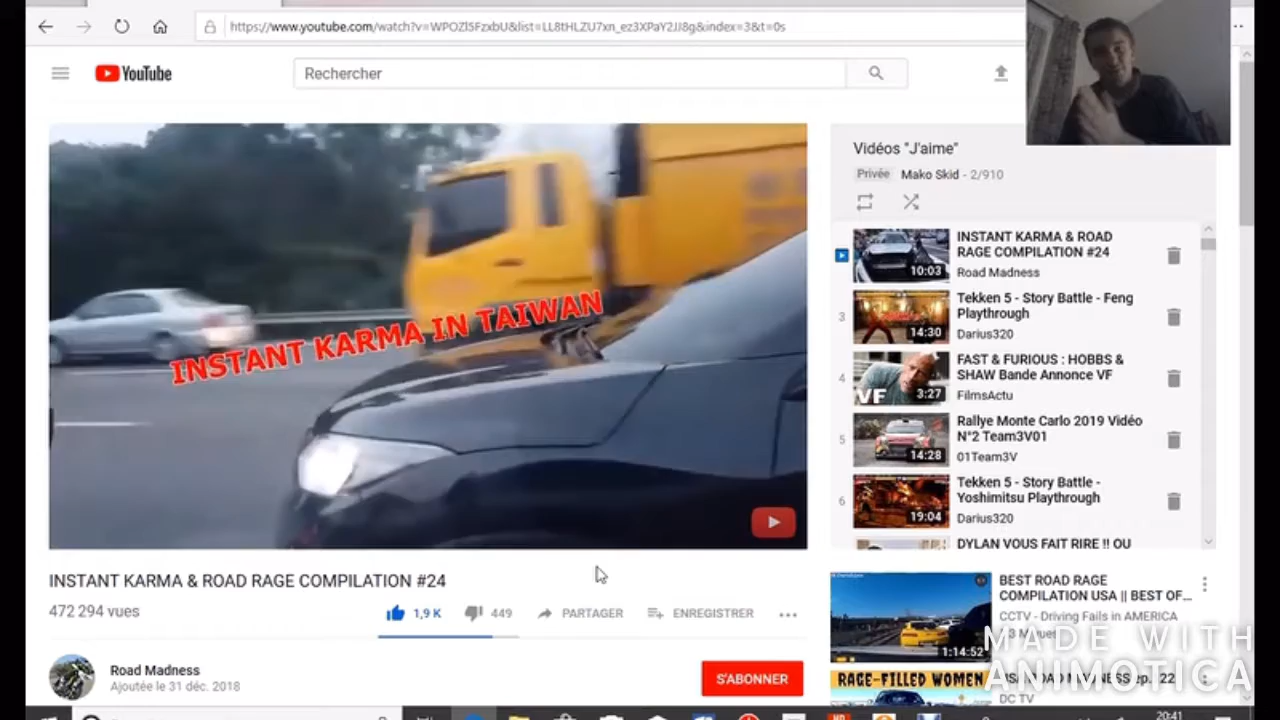 https://www.youtube.com/watch?v=WPOZl5FzxbU&list=LL8tHLZU7xn_ez3XPaY2JJ8g&index=3&t=0s
YouTube
Rechercher
INSTANT KARMA IN TAIWAN
Vidéos "J'aime"
Privée Mako Skid - 2/910
INSTANT KARMA & ROAD
RAGE COMPILATION #24
Road Madness
10:03
3
Tekken 5 - Story Battle - Feng
Playthrough
Darius320
14:30
4
FAST & FURIOUS : HOBBS &
SHAW Bande Annonce VF
FilmsActu
VF
3:27
5
Rallye Monte Carlo 2019 Vidéo
N°2 Team3V01
01Team3V
14:28
6
Tekken 5 - Story Battle -
Yoshimitsu Playthrough
Darius320
19:04
DYLAN VOUS FAIT RIRE !! OU
INSTANT KARMA & ROAD RAGE COMPILATION #24
472 294 vues
1,9 K 449 PARTAGER ENREGISTRER
Road Madness
Ajoutée le 31 déc. 2018
S'ABONNER
BEST ROAD RAGE
COMPILATION USA || BEST OF...
CCTV - Driving Fails in AMERICA
1:14:52
RAGE-FILLED WOMEN
DC TV
MADE WITH
ANIMOTICA
20:41